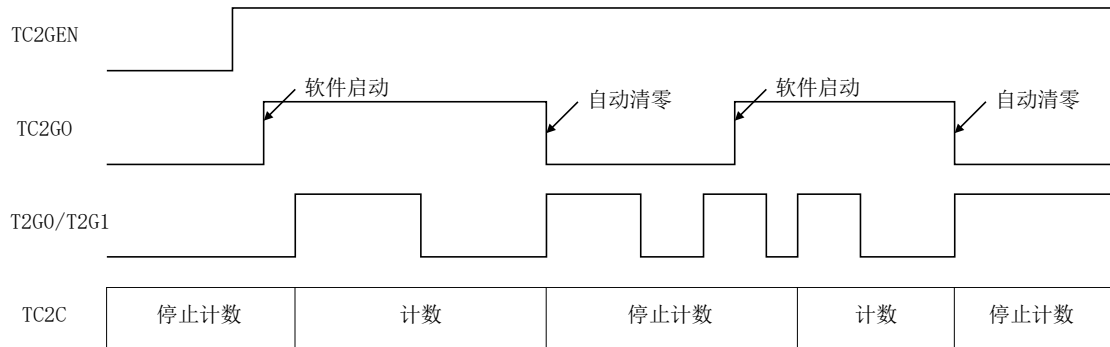 TC2GEN
软件启动
自动清零
软件启动
自动清零
TC2GO
T2G0/T2G1
TC2C
停止计数
计数
停止计数
计数
停止计数